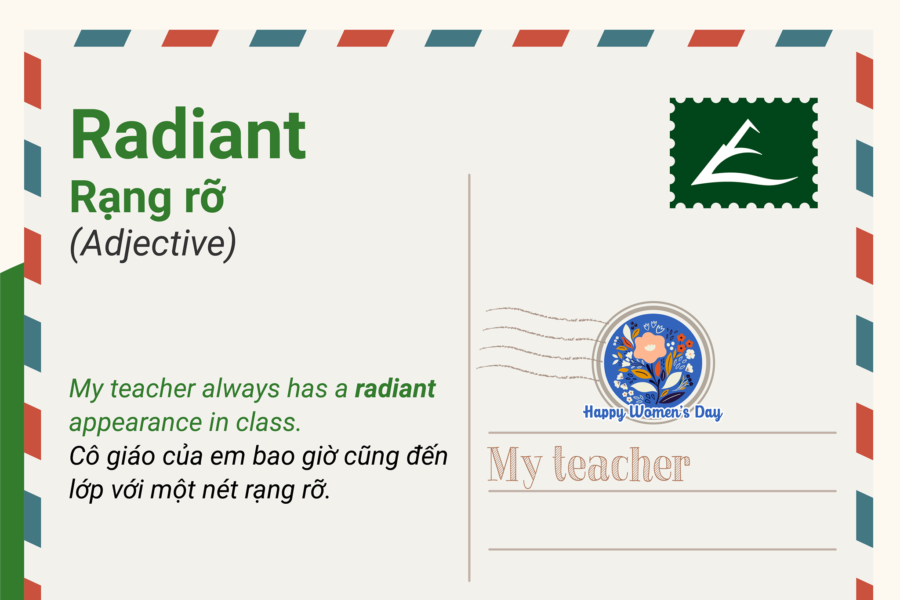 Radiant
Rạng rỡ
(Adjective)
My teacher always has a radiant
appearance in class.
Cô giáo của em bao giờ cũng đến
lớp với một nét rạng rỡ.
Happy Women's Day
My teacher